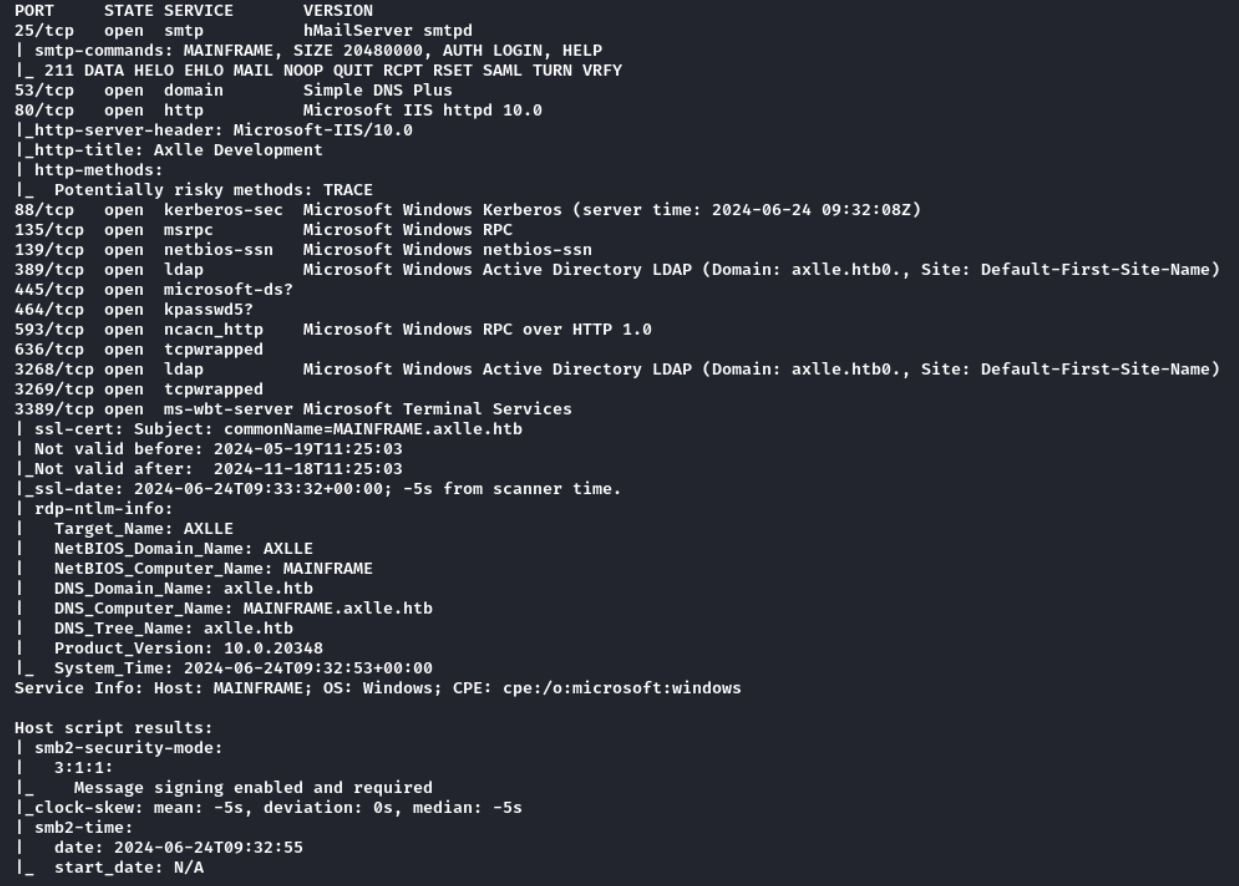 PORT     STATE SERVICE       VERSION
25/tcp   open  smtp          hMailServer smtpd
| smtp-commands: MAINFRAME, SIZE 20480000, AUTH LOGIN, HELP
|_ 211 DATA HELO EHLO MAIL NOOP QUIT RCPT RSET SAML TURN VRFY
53/tcp   open  domain        Simple DNS Plus
80/tcp   open  http          Microsoft IIS httpd 10.0
|_http-server-header: Microsoft-IIS/10.0
|_http-title: Axlle Development
| http-methods:
|_  Potentially risky methods: TRACE
88/tcp   open  kerberos-sec  Microsoft Windows Kerberos (server time: 2024-06-24 09:32:08Z)
135/tcp  open  msrpc         Microsoft Windows RPC
139/tcp  open  netbios-ssn   Microsoft Windows netbios-ssn
389/tcp  open  ldap          Microsoft Windows Active Directory LDAP (Domain: axlle.htb0., Site: Default-First-Site-Name)
445/tcp  open  microsoft-ds?
464/tcp  open  kpasswd5?
593/tcp  open  ncacn_http    Microsoft Windows RPC over HTTP 1.0
636/tcp  open  tcpwrapped
3268/tcp open  ldap          Microsoft Windows Active Directory LDAP (Domain: axlle.htb0., Site: Default-First-Site-Name)
3269/tcp open  tcpwrapped
3389/tcp open  ms-wbt-server Microsoft Terminal Services
| ssl-cert: Subject: commonName=MAINFRAME.axlle.htb
| Not valid before: 2024-05-19T11:25:03
|_Not valid after:  2024-11-18T11:25:03
|_ssl-date: 2024-06-24T09:33:32+00:00; -5s from scanner time.
| rdp-ntlm-info:
|   Target_Name: AXLLE
|   NetBIOS_Domain_Name: AXLLE
|   NetBIOS_Computer_Name: MAINFRAME
|   DNS_Domain_Name: axlle.htb
|   DNS_Computer_Name: MAINFRAME.axlle.htb
|   DNS_Tree_Name: axlle.htb
|   Product_Version: 10.0.20348
|_  System_Time: 2024-06-24T09:32:53+00:00
Service Info: Host: MAINFRAME; OS: Windows; CPE: cpe:/o:microsoft:windows

Host script results:
| smb2-security-mode:
|   3:1:1:
|_    Message signing enabled and required
|_clock-skew: mean: -5s, deviation: 0s, median: -5s
| smb2-time:
|   date: 2024-06-24T09:32:55
|_  start_date: N/A